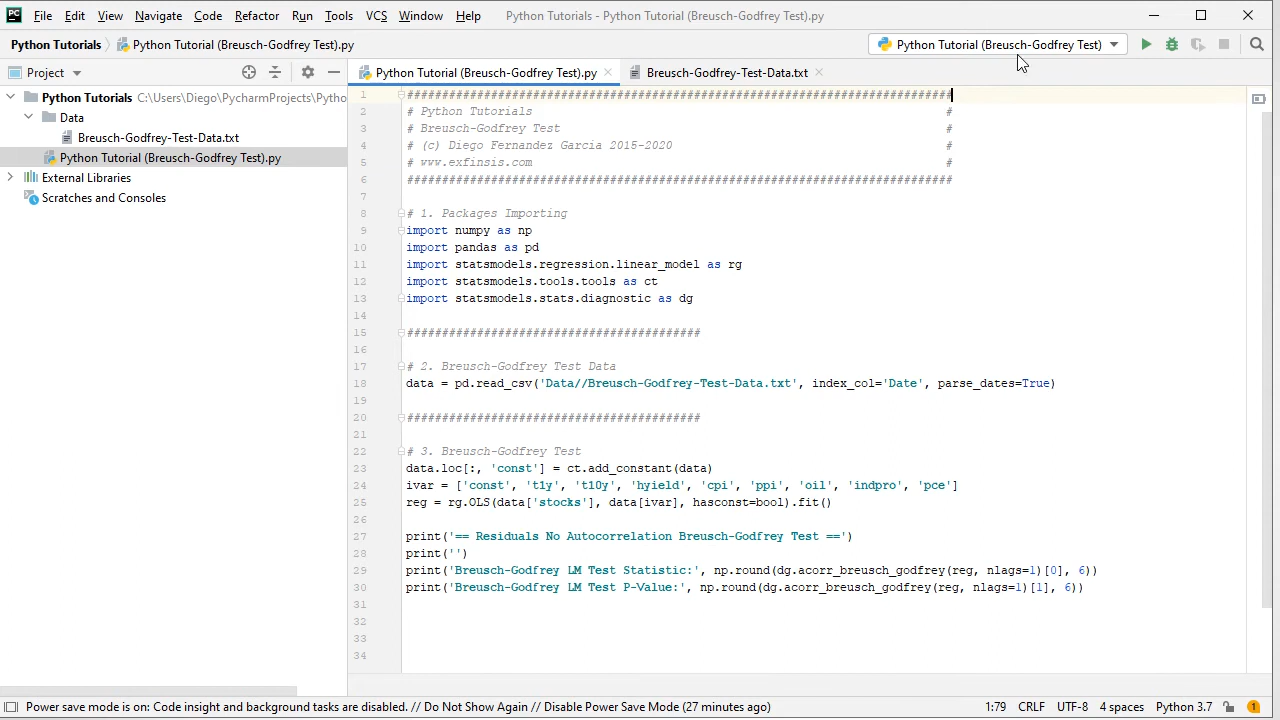 PC File Edit View Navigate Code Refactor Run Tools VCS Window Help Python Tutorials - Python Tutorial (Breusch-Godfrey Test).py
Python Tutorials Python Tutorial (Breusch-Godfrey Test).py Python Tutorial (Breusch-Godfrey Test)
Project Python Tutorial (Breusch-Godfrey Test).py Breusch-Godfrey-Test-Data.txt
Python Tutorials C:\Users\Diego\PycharmProjects\Pytho
Data
Breusch-Godfrey-Test-Data.txt
Python Tutorial (Breusch-Godfrey Test).py
External Libraries
Scratches and Consoles
1 ##############################################################################
2 # Python Tutorials #
3 # Breusch-Godfrey Test #
4 # (c) Diego Fernandez Garcia 2015-2020 #
5 # www.exfinsis.com #
6 ##############################################################################
7
8 # 1. Packages Importing
9 import numpy as np
10 import pandas as pd
11 import statsmodels.regression.linear_model as rg
12 import statsmodels.tools.tools as ct
13 import statsmodels.stats.diagnostic as dg
14
15 ##########################################
16
17 # 2. Breusch-Godfrey Test Data
18 data = pd.read_csv('Data//Breusch-Godfrey-Test-Data.txt', index_col='Date', parse_dates=True)
19
20 ##########################################
21
22 # 3. Breusch-Godfrey Test
23 data.loc[:, 'const'] = ct.add_constant(data)
24 ivar = ['const', 't1y', 't10y', 'hyield', 'cpi', 'ppi', 'oil', 'indpro', 'pce']
25 reg = rg.OLS(data['stocks'], data[ivar], hasconst=bool).fit()
26
27 print('== Residuals No Autocorrelation Breusch-Godfrey Test ==')
28 print('')
29 print('Breusch-Godfrey LM Test Statistic:', np.round(dg.acorr_breusch_godfrey(reg, nlags=1)[0], 6))
30 print('Breusch-Godfrey LM Test P-Value:', np.round(dg.acorr_breusch_godfrey(reg, nlags=1)[1], 6))
31
32
33
34
Power save mode is on: Code insight and background tasks are disabled. // Do Not Show Again // Disable Power Save Mode (27 minutes ago) 1:79 CRLF UTF-8 4 spaces Python 3.7 1